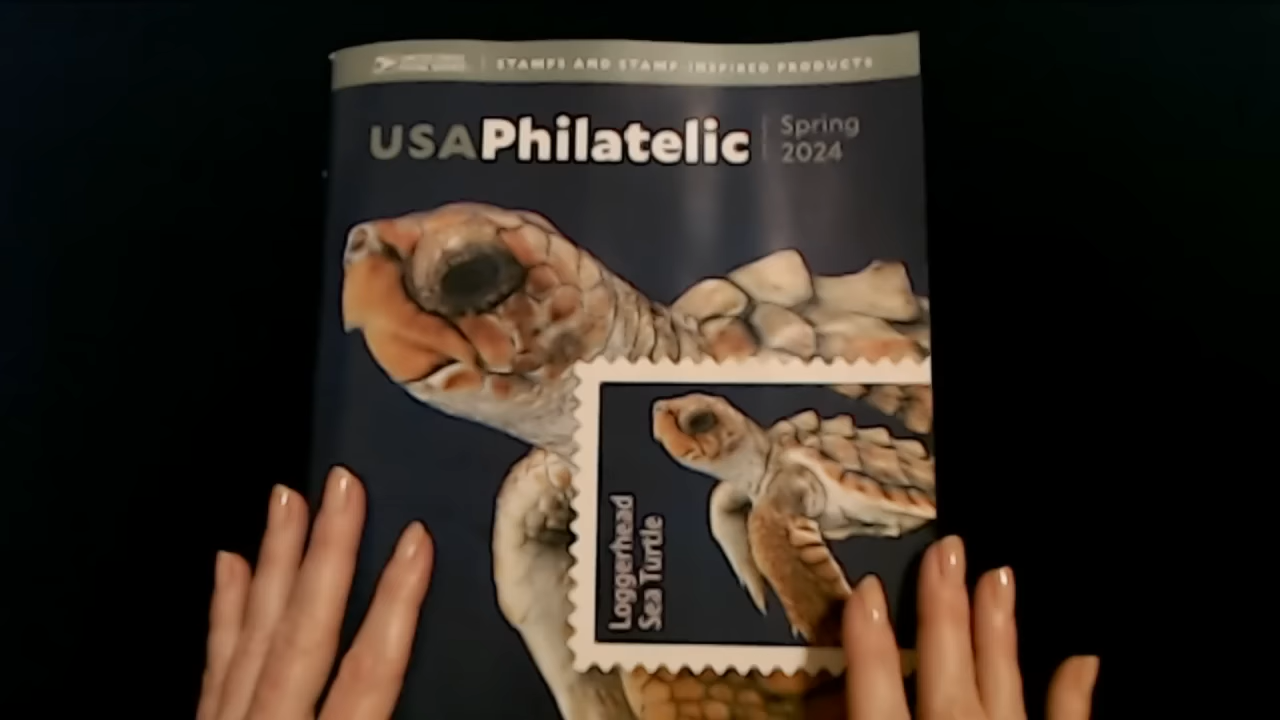 STAMPS AND STAMP-INSPIRED PRODUCTS
USAPhilatelic
Spring
2024
Loggerhead
Sea Turtle